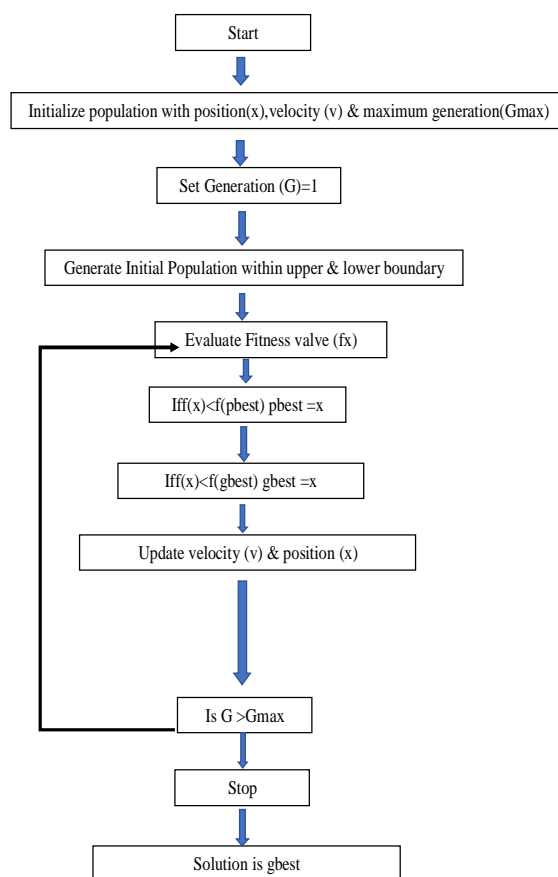 Start
Initialize population with position(x),velocity (v) & maximum generation(Gmax)
Set Generation (G)=1
Generate Initial Population within upper & lower boundary
Evaluate Fitness valve (fx)
Iff(x)<f(pbest) pbest =x
Iff(x)<f(gbest) gbest =x
Update velocity (v) & position (x)
Is G >Gmax
Stop
Solution is gbest